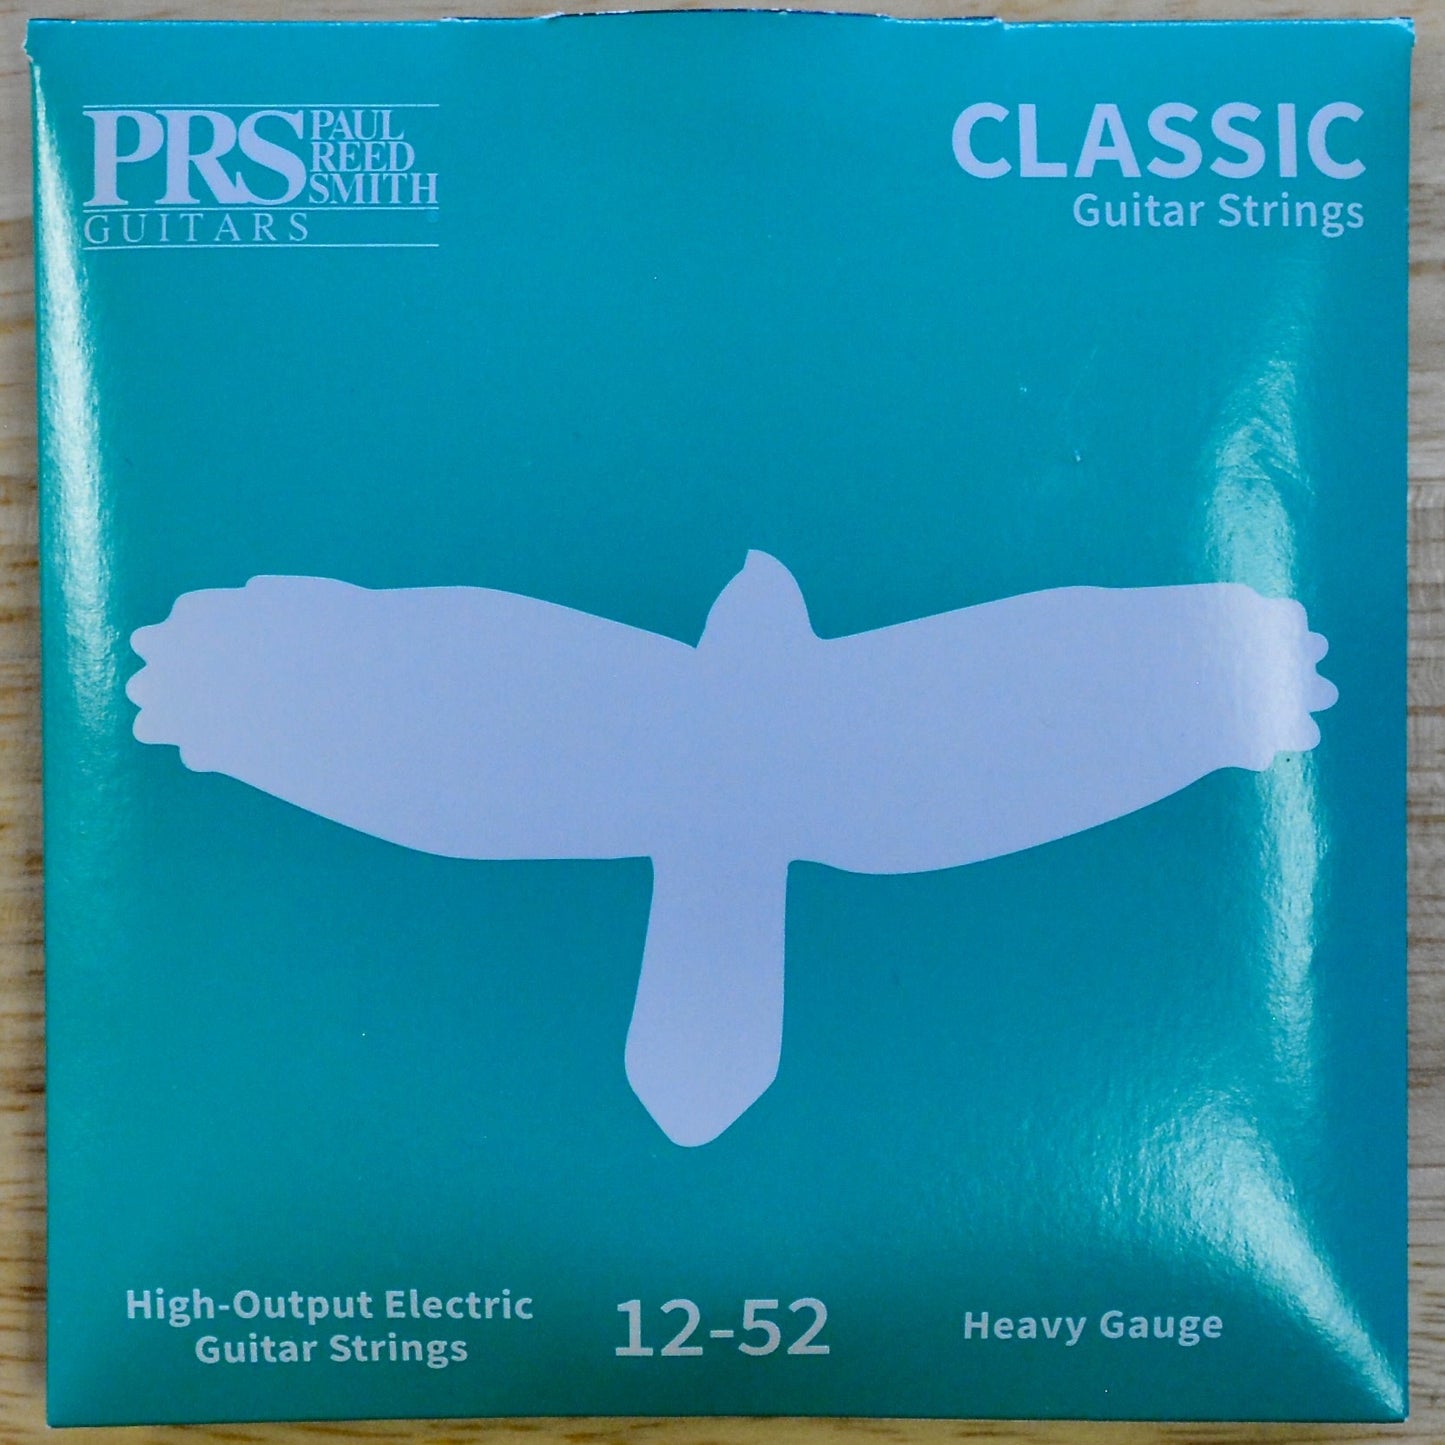 PRS PAUL
REED
SMITH
GUITARS
CLASSIC
Guitar Strings
High-Output Electric
Guitar Strings
12-52
Heavy Gauge